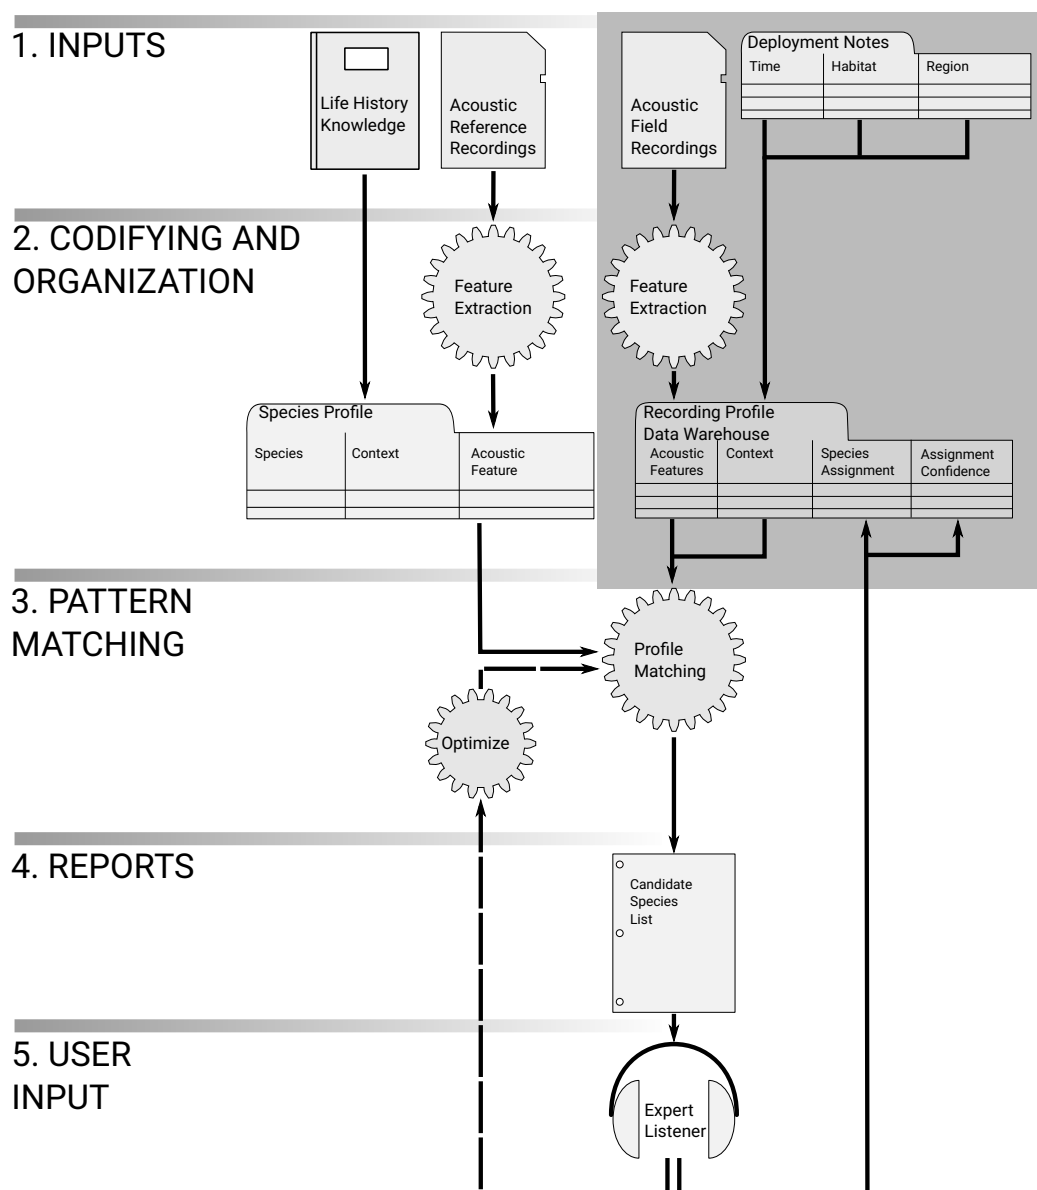 1. INPUTS
Life History
Knowledge
Acoustic
Reference
Recordings
Acoustic
Field
Recordings
Deployment Notes
Time
Habitat
Region
2. CODIFYING AND
ORGANIZATION
Feature
Extraction
Feature
Extraction
Species Profile
Species
Context
Acoustic
Feature
Recording Profile
Data Warehouse
Acoustic
Features
Context
Species
Assignment
Assignment
Confidence
3. PATTERN
MATCHING
Profile
Matching
Optimize
4. REPORTS
Candidate
Species
List
5. USER
INPUT
Expert
Listener